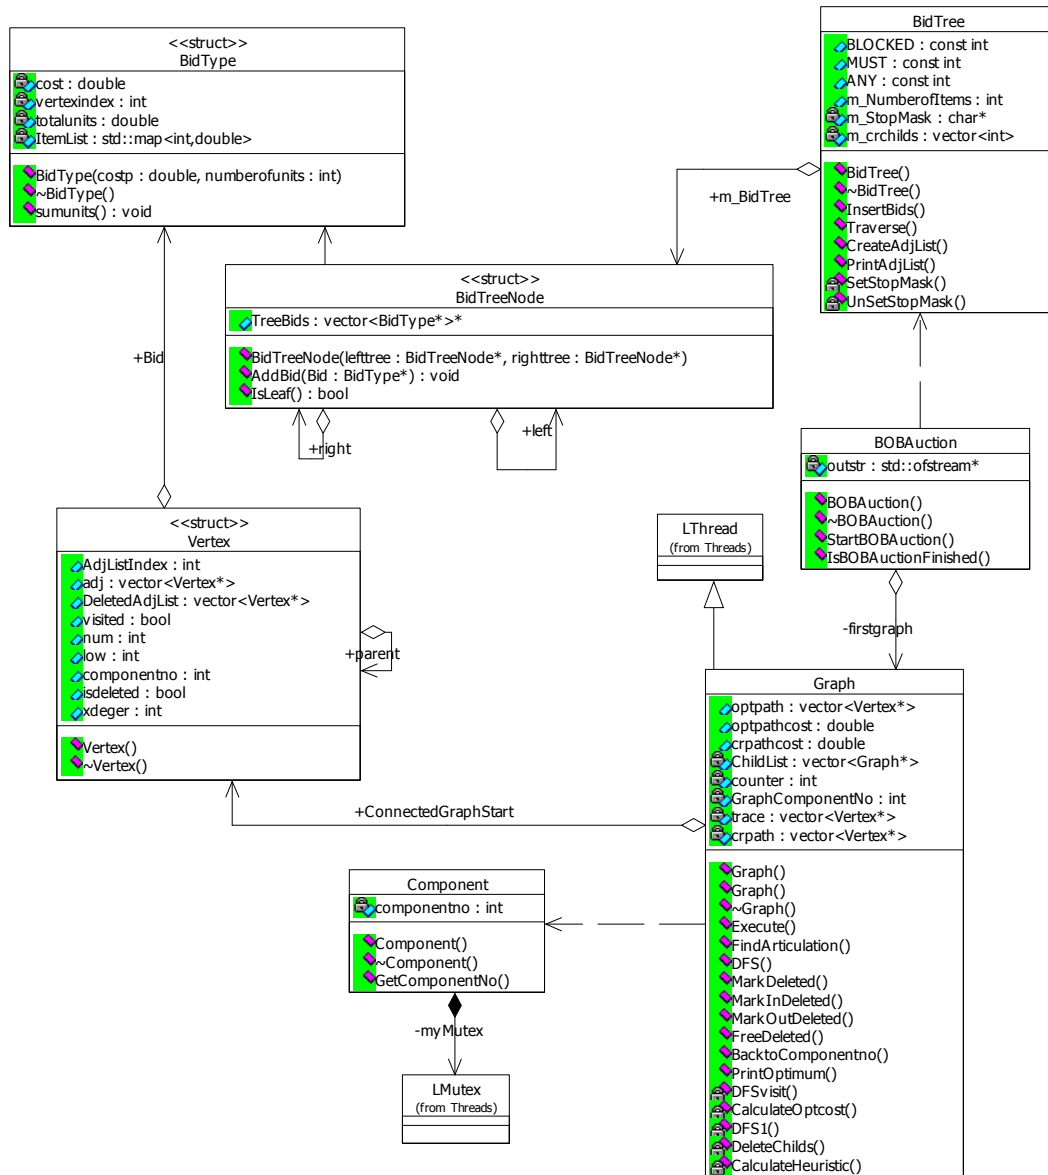 <<struct>>
BidType
cost : double
vertexindex : int
totalunits : double
ItemList : std::map<int,double>
BidType(costp : double, numberofunits : int)
~BidType()
sumunits() : void
BidTree
BLOCKED : const int
MUST : const int
ANY : const int
m_NumberofItems : int
m_StopMask : char*
m_crchilds : vector<int>
BidTree()
~BidTree()
InsertBids()
Traverse()
CreateAdjList()
PrintAdjList()
SetStopMask()
UnSetStopMask()
+m_BidTree
<<struct>>
BidTreeNode
TreeBids : vector<BidType*>*
BidTreeNode(lefttree : BidTreeNode*, righttree : BidTreeNode*)
AddBid(Bid : BidType*) : void
IsLeaf() : bool
+Bid
+right
+left
BOBAuction
outstr : std::ofstream*
BOBAuction()
~BOBAuction()
StartBOBAuction()
IsBOBAuctionFinished()
<<struct>>
Vertex
AdjListIndex : int
adj : vector<Vertex*>
DeletedAdjList : vector<Vertex*>
visited : bool
num : int
low : int
componentno : int
isdeleted : bool
xdeger : int
Vertex()
~Vertex()
+parent
LThread
(from Threads)
-firstgraph
Graph
optpath : vector<Vertex*>
optpathcost : double
crpathcost : double
ChildList : vector<Graph*>
counter : int
GraphComponentNo : int
trace : vector<Vertex*>
crpath : vector<Vertex*>
Graph()
Graph()
~Graph()
Execute()
FindArticulation()
DFS()
MarkDeleted()
MarkInDeleted()
MarkOutDeleted()
FreeDeleted()
BacktoComponentno()
PrintOptimum()
DFSvisit()
CalculateOptcost()
DFS1()
DeleteChilds()
CalculateHeuristic()
+ConnectedGraphStart
Component
componentno : int
Component()
~Component()
GetComponentNo()
-myMutex
LMutex
(from Threads)